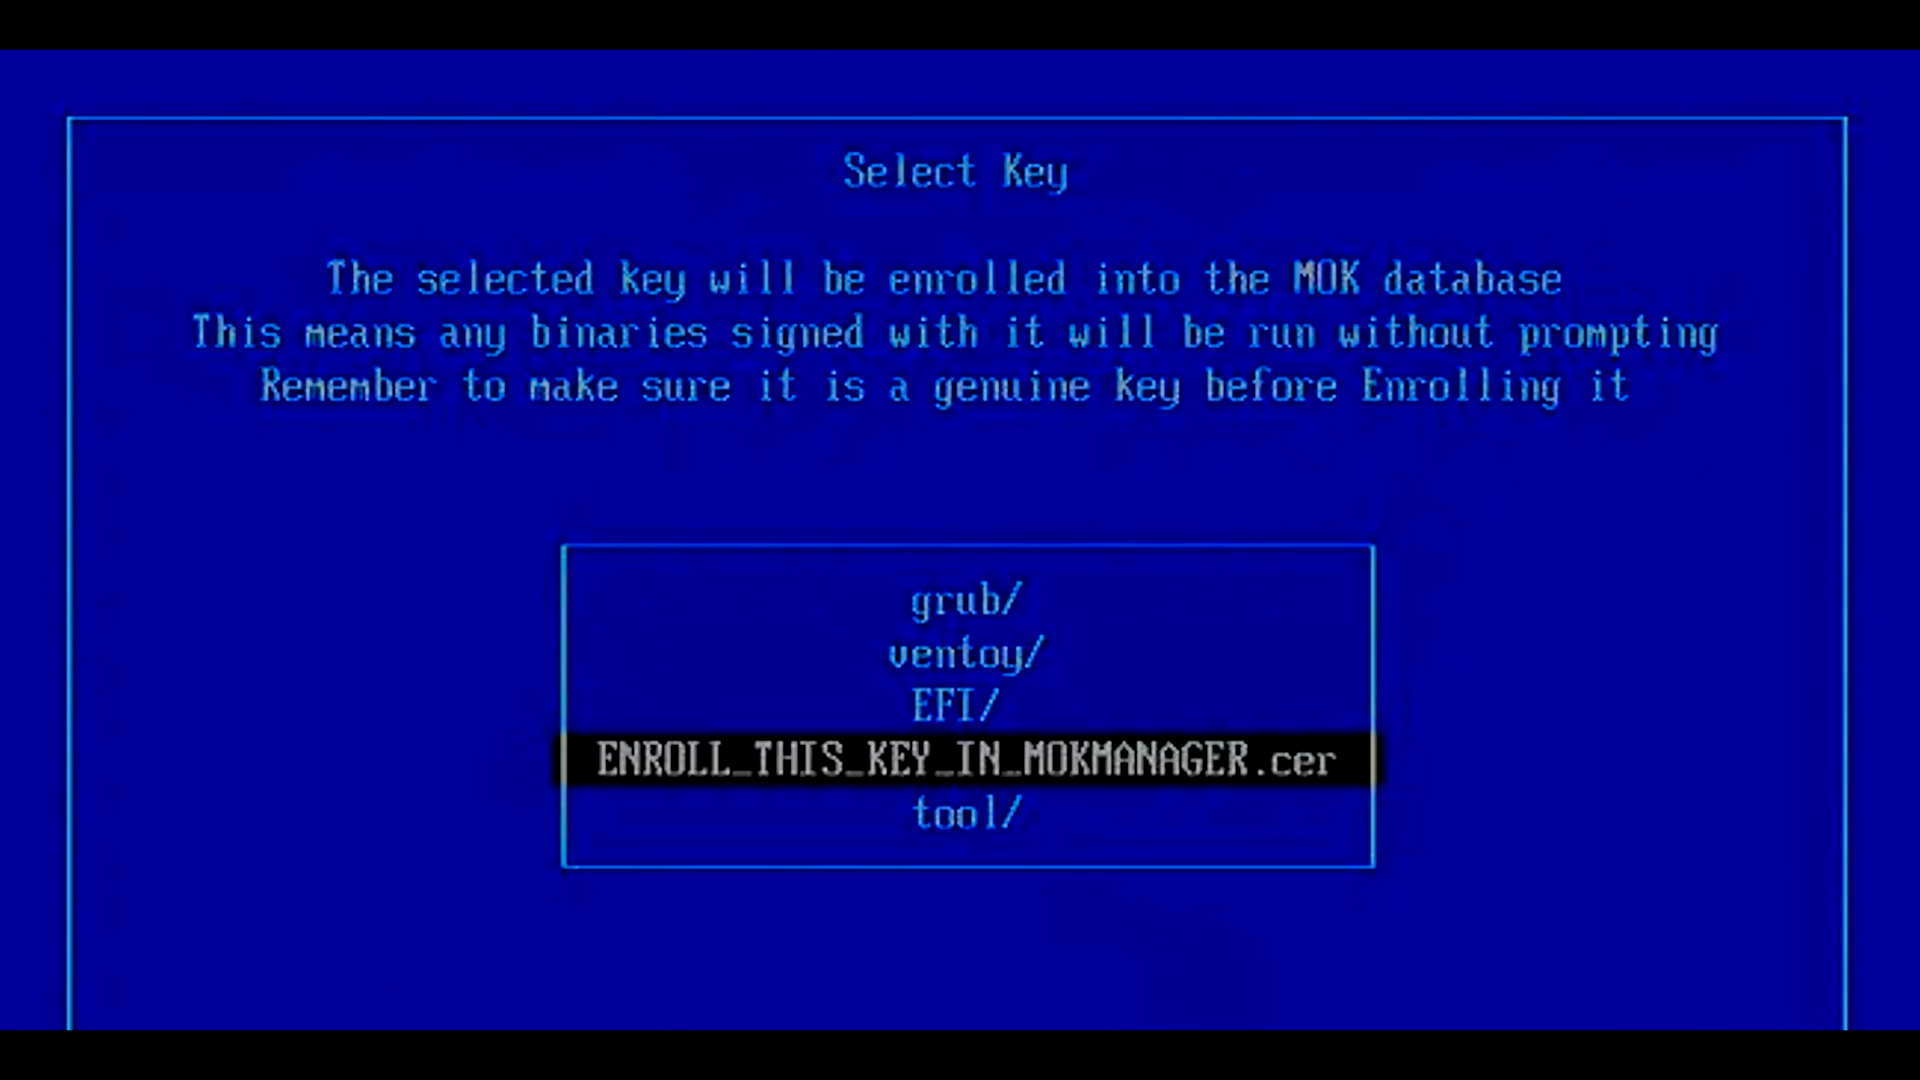 Select Key
The selected key will be enrolled into the MOK database
This means any binaries signed with it will be run without prompting
Remember to make sure it is a genuine key before Enrolling it
grub/
ventoy/
EFI/
ENROLL_THIS_KEY_IN_MOKMANAGER.cer
tool/